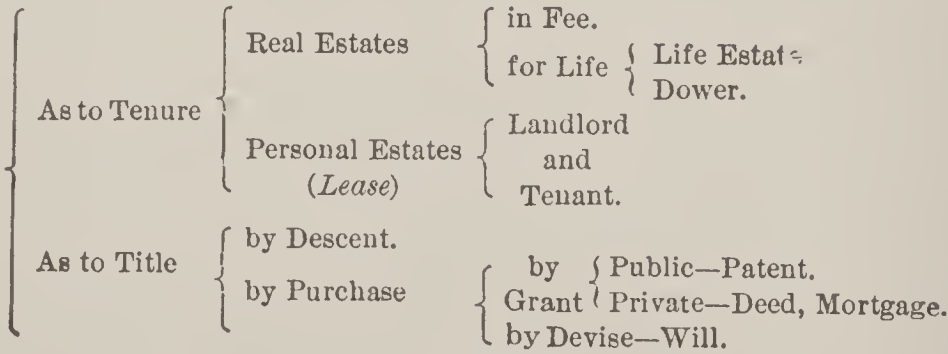 in Fee.
Real Estates
for Life { Life Estate
Dower.
As to Tenure
Landlord
Personal Estates and
(Lease) Tenant.
by Descent.
As to Title
by Purchase
by { Public—Patent.
Grant { Private—Deed, Mortgage.
by Devise—Will.